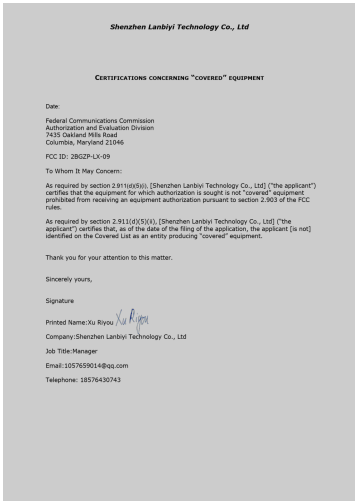 Shenzhen Lanbiyi Technology Co., Ltd
CERTIFICATIONS CONCERNING "COVERED" EQUIPMENT
Date:
Federal Communications Commission
Authorization and Evaluation Division
7435 Oakland Mills Road
Columbia, Maryland 21046
FCC ID: 2BGZP-LX-09
To Whom It May Concern:
As required by section 2.911(d)(5)(i), [Shenzhen Lanbiyi Technology Co., Ltd] ("the applicant")
certifies that the equipment for which authorization is sought is not "covered" equipment
prohibited from receiving an equipment authorization pursuant to section 2.903 of the FCC
rules.
As required by section 2.911(d)(5)(ii), [Shenzhen Lanbiyi Technology Co., Ltd] ("the
applicant") certifies that, as of the date of the filing of the application, the applicant [is not]
identified on the Covered List as an entity producing "covered" equipment.
Thank you for your attention to this matter.
Sincerely yours,
Signature
Printed Name:Xu Riyou Xu Riyou
Company:Shenzhen Lanbiyi Technology Co., Ltd
Job Title:Manager
Email:1057659014@qq.com
Telephone: 18576430743